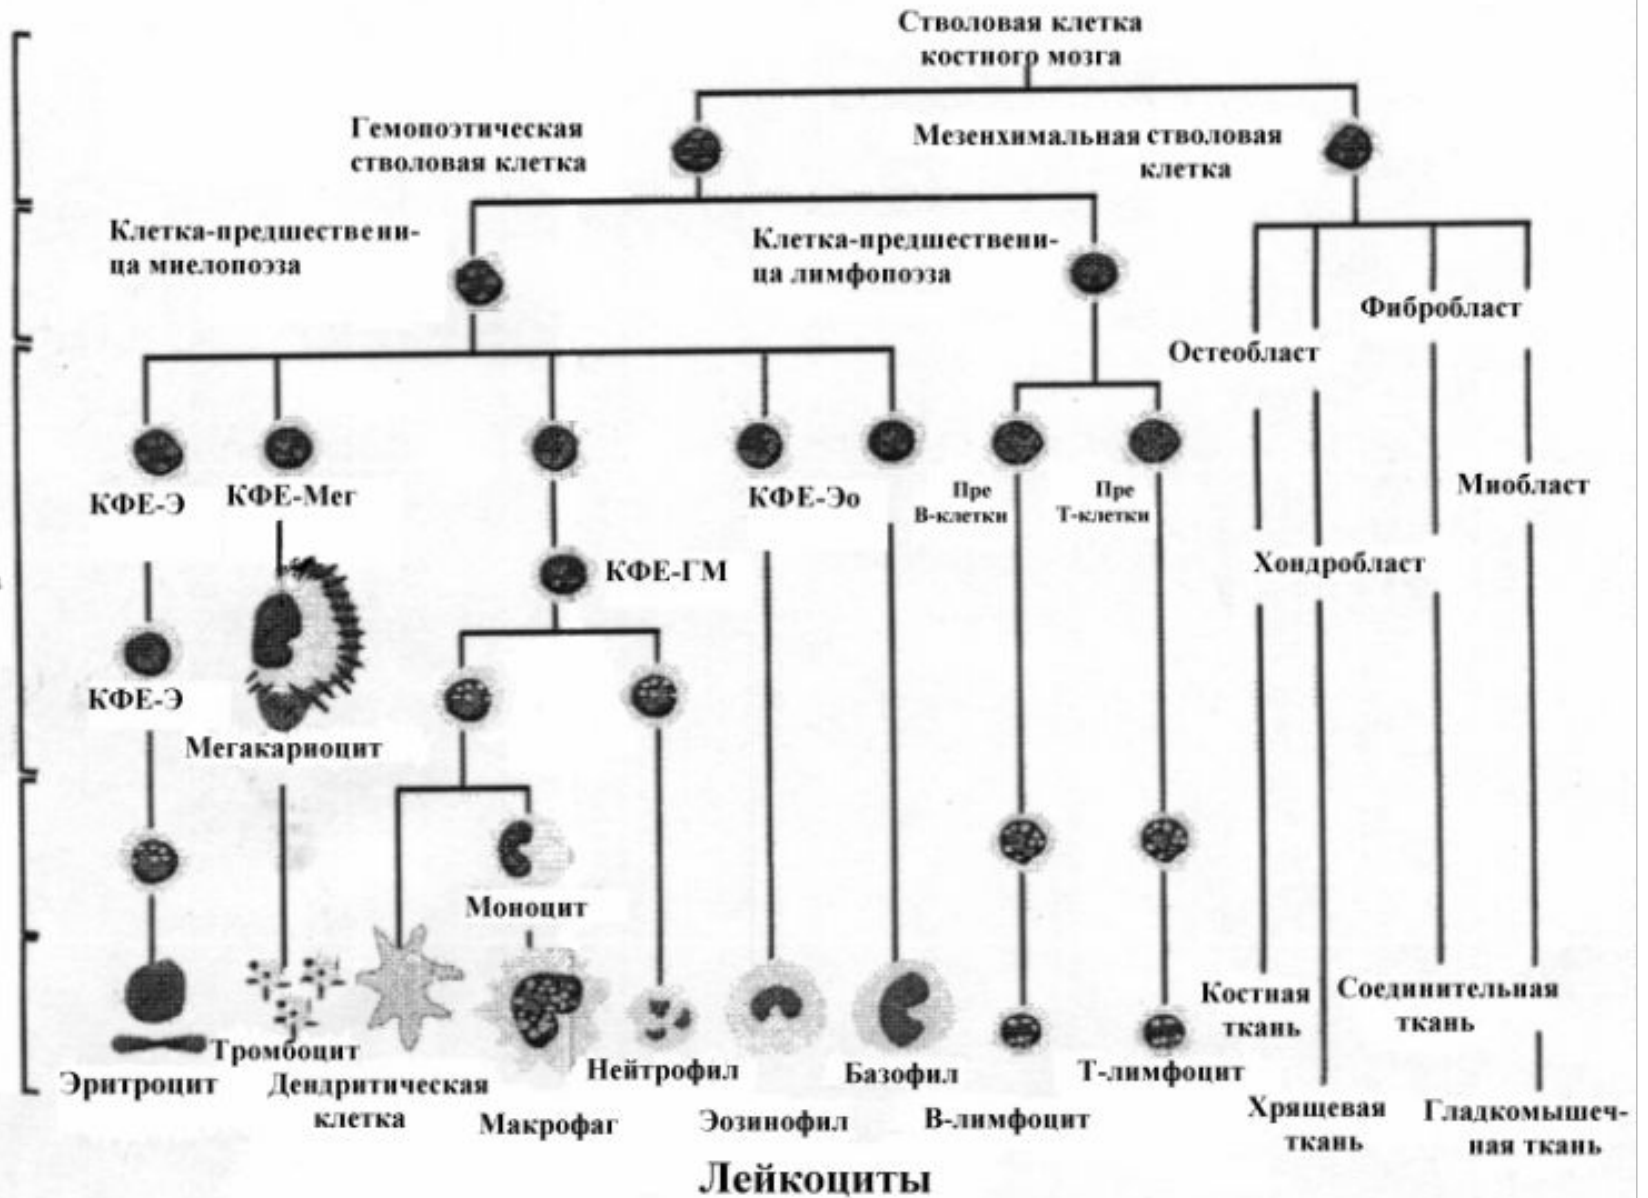 Стволовая клетка
костного мозга
Гемопоэтическая
стволовая клетка
Мезенхимальная стволовая
клетка
Клетка-предшествени-
ца миелопоэза
Клетка-предшествени-
ца лимфопоэза
Фибробласт
Остеобласт
КФЕ-Э
КФЕ-Мег
КФЕ-Эо
Пре
В-клетки
Пре
Т-клетки
Миобласт
КФЕ-ГМ
Хондробласт
КФЕ-Э
Мегакариоцит
Моноцит
Костная
ткань
Соединительная
ткань
Тромбоцит
Эритроцит
Дендритическая
клетка
Макрофаг
Нейтрофил
Эозинофил
Базофил
В-лимфоцит
Т-лимфоцит
Хрящевая
ткань
Гладкомышеч-
ная ткань
Лейкоциты